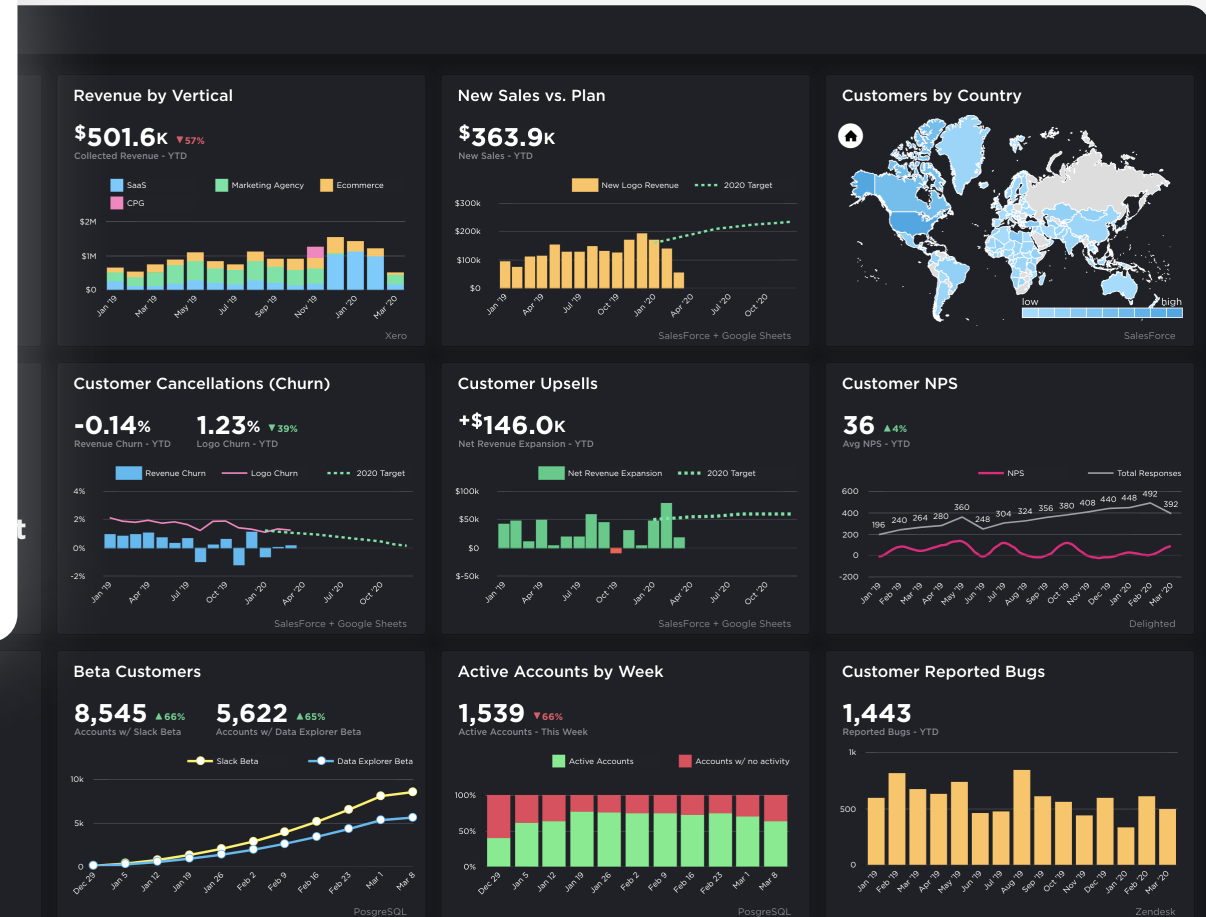 Revenue by Vertical
$501.6K ▼57%
Collected Revenue - YTD
SaaS Marketing Agency Ecommerce
CPG
$2M
$1M
$0
Jan '19 Mar '19 May '19 Jul '19 Sep '19 Nov '19 Jan '20 Mar '20
Xero
New Sales vs. Plan
$363.9K
New Sales - YTD
New Logo Revenue 2020 Target
$300k
$200k
$100k
$0
Jan '19 Apr '19 Jul '19 Oct '19 Jan '20 Apr '20 Jul '20 Oct '20
SalesForce + Google Sheets
Customers by Country
low high
SalesForce
Customer Cancellations (Churn)
-0.14% 1.23% ▼39%
Revenue Churn - YTD Logo Churn - YTD
Revenue Churn Logo Churn 2020 Target
4%
2%
$0
-2%
Jan '19 Apr '19 Jul '19 Oct '19 Jan '20 Apr '20 Jul '20 Oct '20
SalesForce + Google Sheets
Customer Upsells
+$146.0K
Net Revenue Expansion - YTD
Net Revenue Expansion 2020 Target
$100k
$50k
$0
$-50k
Jan '19 Apr '19 Jul '19 Oct '19 Jan '20 Apr '20 Jul '20 Oct '20
SalesForce + Google Sheets
Customer NPS
36 ▲4%
Avg NPS - YTD
NPS Total Responses
600
400
200
0
-200
196 240 264 280 360 248 304 324 356 380 408 440 448 492 392
Jan '19 Feb '19 Mar '19 Apr '19 May '19 Jun '19 Jul '19 Aug '19 Sep '19 Oct '19 Nov '19 Dec '19 Jan '20 Feb '20 Mar '20
Delighted
t
Beta Customers
8,545 ▲66% 5,622 ▲65%
Accounts w/ Slack Beta Accounts w/ Data Explorer Beta
Slack Beta Data Explorer Beta
10k
5k
0
Dec 29 Jan 5 Jan 12 Jan 19 Jan 26 Feb 2 Feb 9 Feb 16 Feb 23 Mar 1 Mar 8
PosgreSQL
Active Accounts by Week
1,539 ▼66%
Active Accounts - This Week
Active Accounts Accounts w/ no activity
100%
50%
0%
Dec 29 Jan 5 Jan 12 Jan 19 Jan 26 Feb 2 Feb 9 Feb 16 Feb 23 Mar 1 Mar 8
PosgreSQL
Customer Reported Bugs
1,443
Reported Bugs - YTD
1k
500
0
Jan '19 Feb '19 Mar '19 Apr '19 May '19 Jun '19 Jul '19 Aug '19 Sep '19 Oct '19 Nov '19 Dec '19 Jan '20 Feb '20 Mar '20
Zendesk